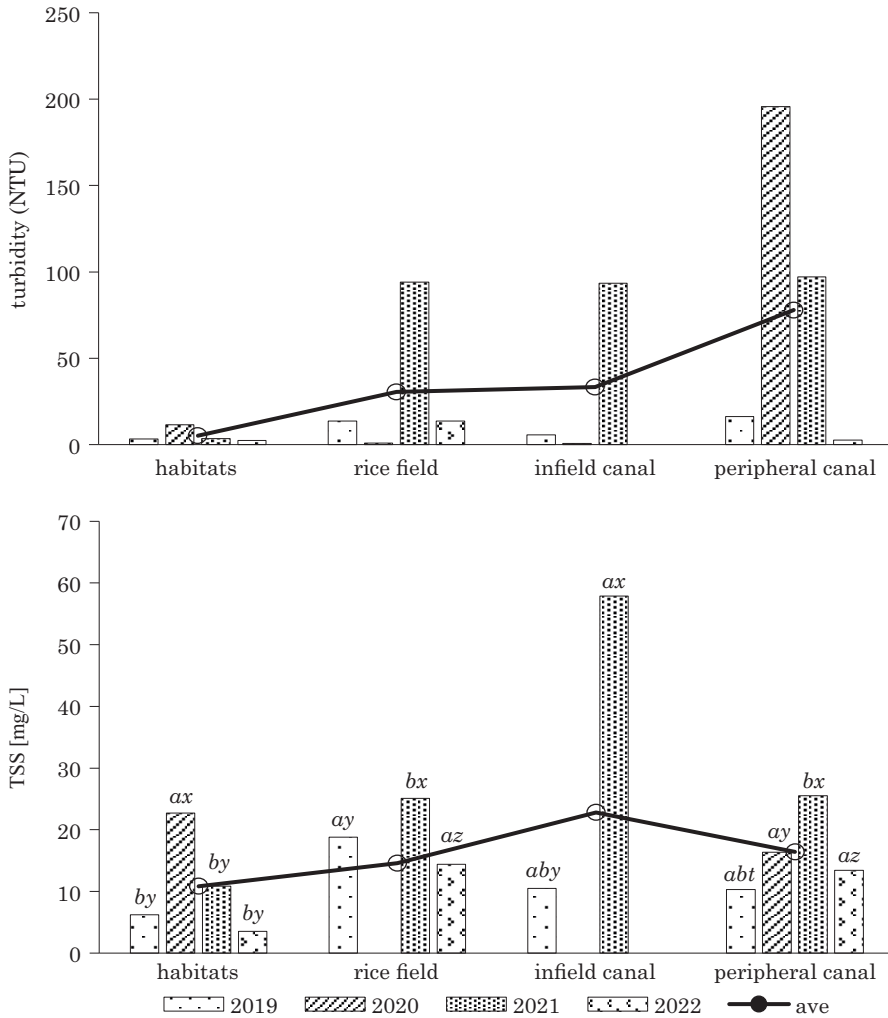 250
200
150
100
50
0
turbidity (NTU)
habitats rice field infield canal peripheral canal
70
60
50
40
30
20
10
0
TSS [mg/L]
by ax by by
ay bx az
aby ax
abt ay bx az
habitats rice field infield canal peripheral canal
2019 2020 2021 2022 ave